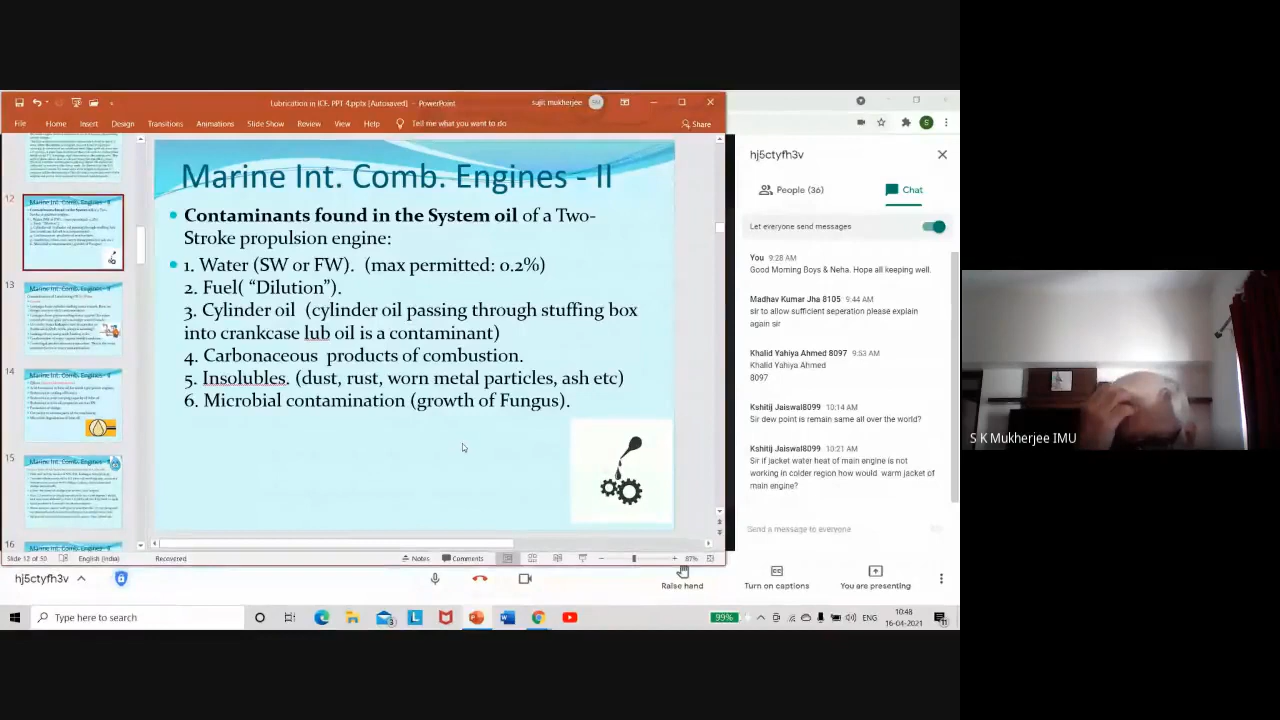 Lubrication in ICE. PPT 4.pptx [Autosaved] - PowerPoint
sujit mukherjee
SM
File Home Insert Design Transitions Animations Slide Show Review View Help Tell me what you want to do Share
12
13
14
15
16
Marine Int. Comb. Engines - II
Contaminants found in the System oil of a Two-
Stroke propulsion engine:
1. Water (SW or FW). (max permitted: 0.2%)
2. Fuel( “Dilution”).
3. Cylinder oil (cylinder oil passing through stuffing box
into crankcase lub oil is a contaminant)
4. Carbonaceous products of combustion.
5. Insolubles. (dust, rust, worn metal particles, ash etc)
6. Microbial contamination (growth of Fungus).
Slide 12 of 30 English (India) Recovered Notes Comments 87%
hj5ctyfh3v
People (36) Chat
Let everyone send messages
You 9:28 AM
Good Morning Boys & Neha. Hope all keeping well.
Madhav Kumar Jha 8105 9:44 AM
sir to allow sufficient seperation please explain
again sir
Khalid Yahiya Ahmed 8097 9:53 AM
Khalid Yahiya
8097
Kshitij Jaiswal8099 10:14 AM
Sir dew point is remain same all over the world?
Kshitij Jaiswal8099 10:21 AM
Sir if jacket water heat of main engine is not
working in colder region how would warm jacket of
main engine?
Send a message to everyone
S K Mukherjee IMU
hj5ctyfh3v
Raise hand Turn on captions You are presenting
Type here to search
99%
ENG
10:48
16-04-2021